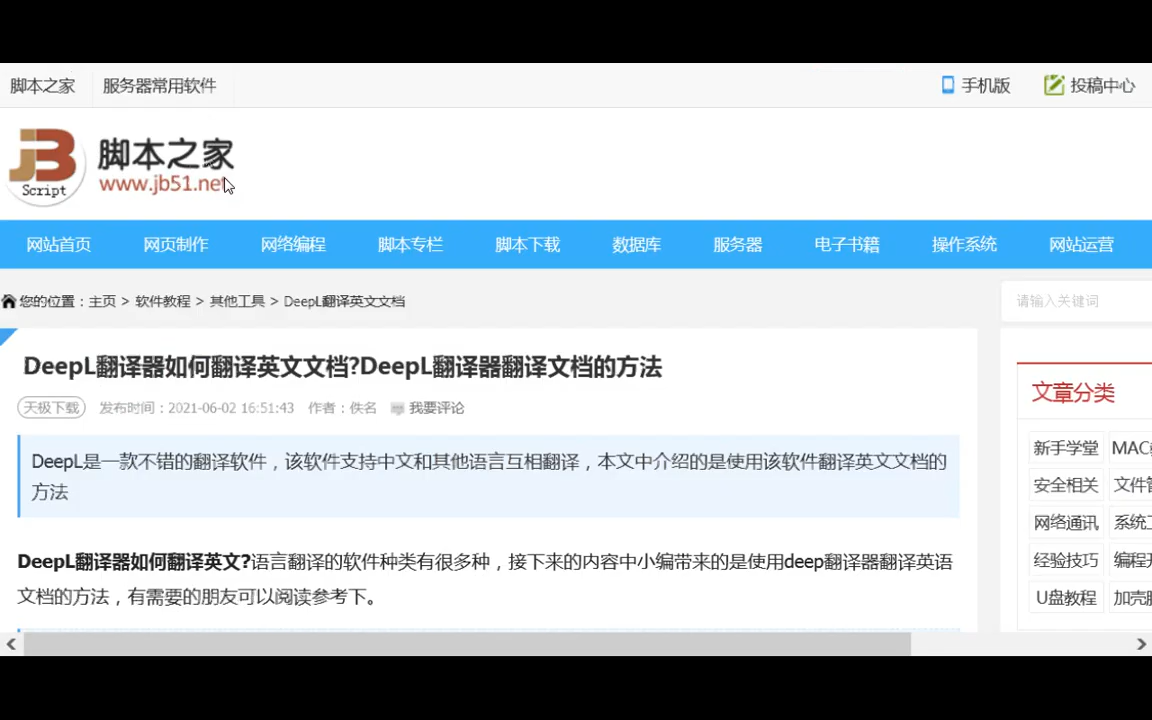 脚本之家 服务器常用软件 手机版 投稿中心
Script 脚本之家
www.jb51.net
网站首页 网页制作 网络编程 脚本专栏 脚本下载 数据库 服务器 电子书籍 操作系统 网站运营
您的位置：主页 > 软件教程 > 其他工具 > DeepL翻译英文文档 请输入关键词
DeepL翻译器如何翻译英文文档?DeepL翻译器翻译文档的方法
天极下载 发布时间：2021-06-02 16:51:43 作者：佚名 我要评论
DeepL是一款不错的翻译软件，该软件支持中文和其他语言互相翻译，本文中介绍的是使用该软件翻译英文文档的
方法
DeepL翻译器如何翻译英文?语言翻译的软件种类有很多种，接下来的内容中小编带来的是使用deep翻译器翻译英语
文档的方法，有需要的朋友可以阅读参考下。
文章分类
新手学堂 MAC
安全相关 文件
网络通讯 系统
经验技巧 编程
U盘教程 加壳